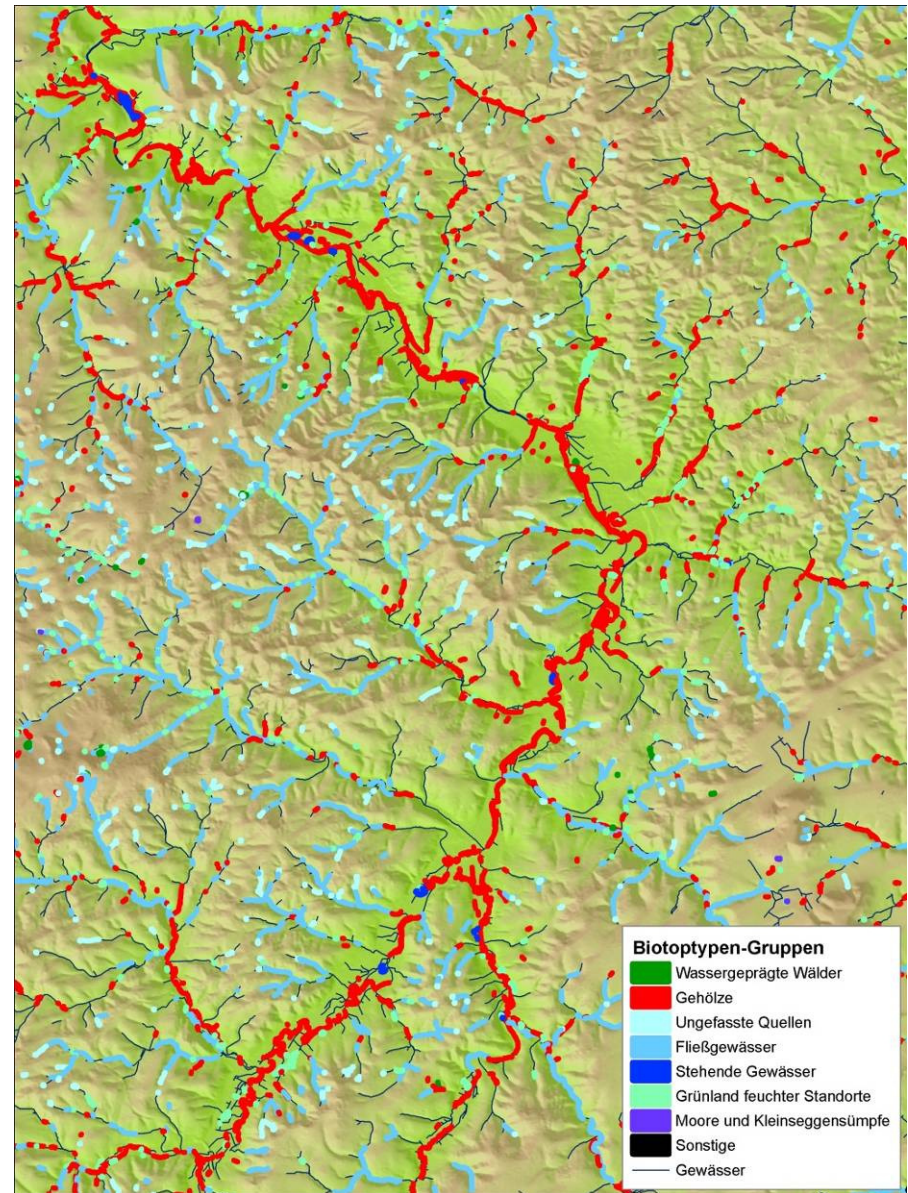 Biotoptypen-Gruppen
Wassergeprägte Wälder
Gehölze
Ungefasste Quellen
Fließgewässer
Stehende Gewässer
Grünland feuchter Standorte
Moore und Kleinseggensümpfe
Sonstige
Gewässer